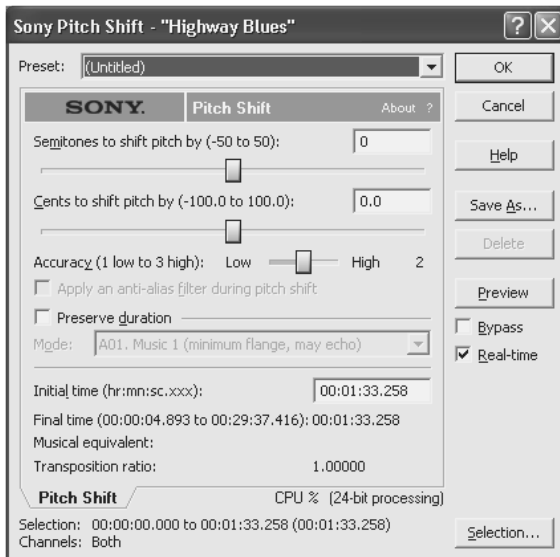 Sony Pitch Shift - "Highway Blues"
Preset: (Untitled)
OK
SONY. Pitch Shift About ?
Cancel
Semitones to shift pitch by (-50 to 50): 0
Help
Cents to shift pitch by (-100.0 to 100.0): 0.0
Save As...
Delete
Accuracy (1 low to 3 high): Low High 2
Apply an anti-alias filter during pitch shift
Preview
Preserve duration
Bypass
Mode: A01. Music 1 (minimum flange, may echo)
Real-time
Initial time (hr:mn:sc.xxx): 00:01:33.258
Final time (00:00:04.893 to 00:29:37.416): 00:01:33.258
Musical equivalent:
Transposition ratio: 1.00000
Pitch Shift CPU % (24-bit processing)
Selection: 00:00:00.000 to 00:01:33.258 (00:01:33.258)
Channels: Both
Selection...